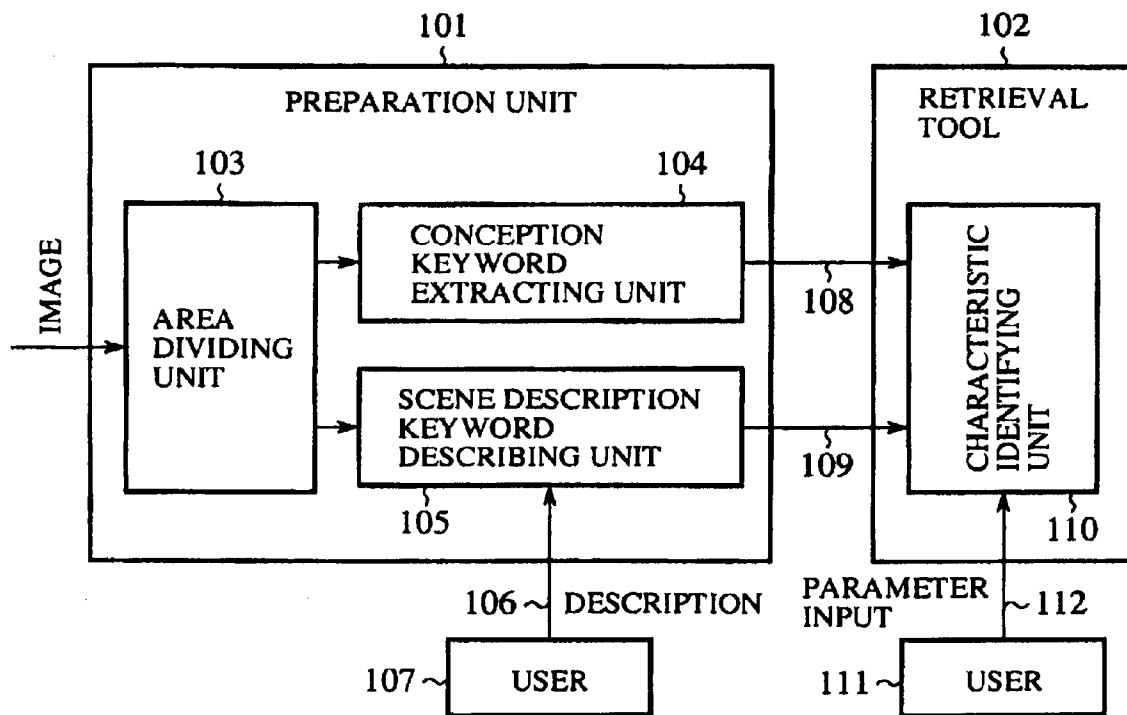 101
102
PREPARATION UNIT
RETRIEVAL
TOOL
103
104
IMAGE
AREA
DIVIDING
UNIT
CONCEPTION
KEYWORD
EXTRACTING UNIT
108
SCENE DESCRIPTION
KEYWORD
DESCRIBING UNIT
105
109
CHARACTERISTIC
IDENTIFYING
UNIT
110
106
DESCRIPTION
PARAMETER
INPUT
112
107
USER
111
USER